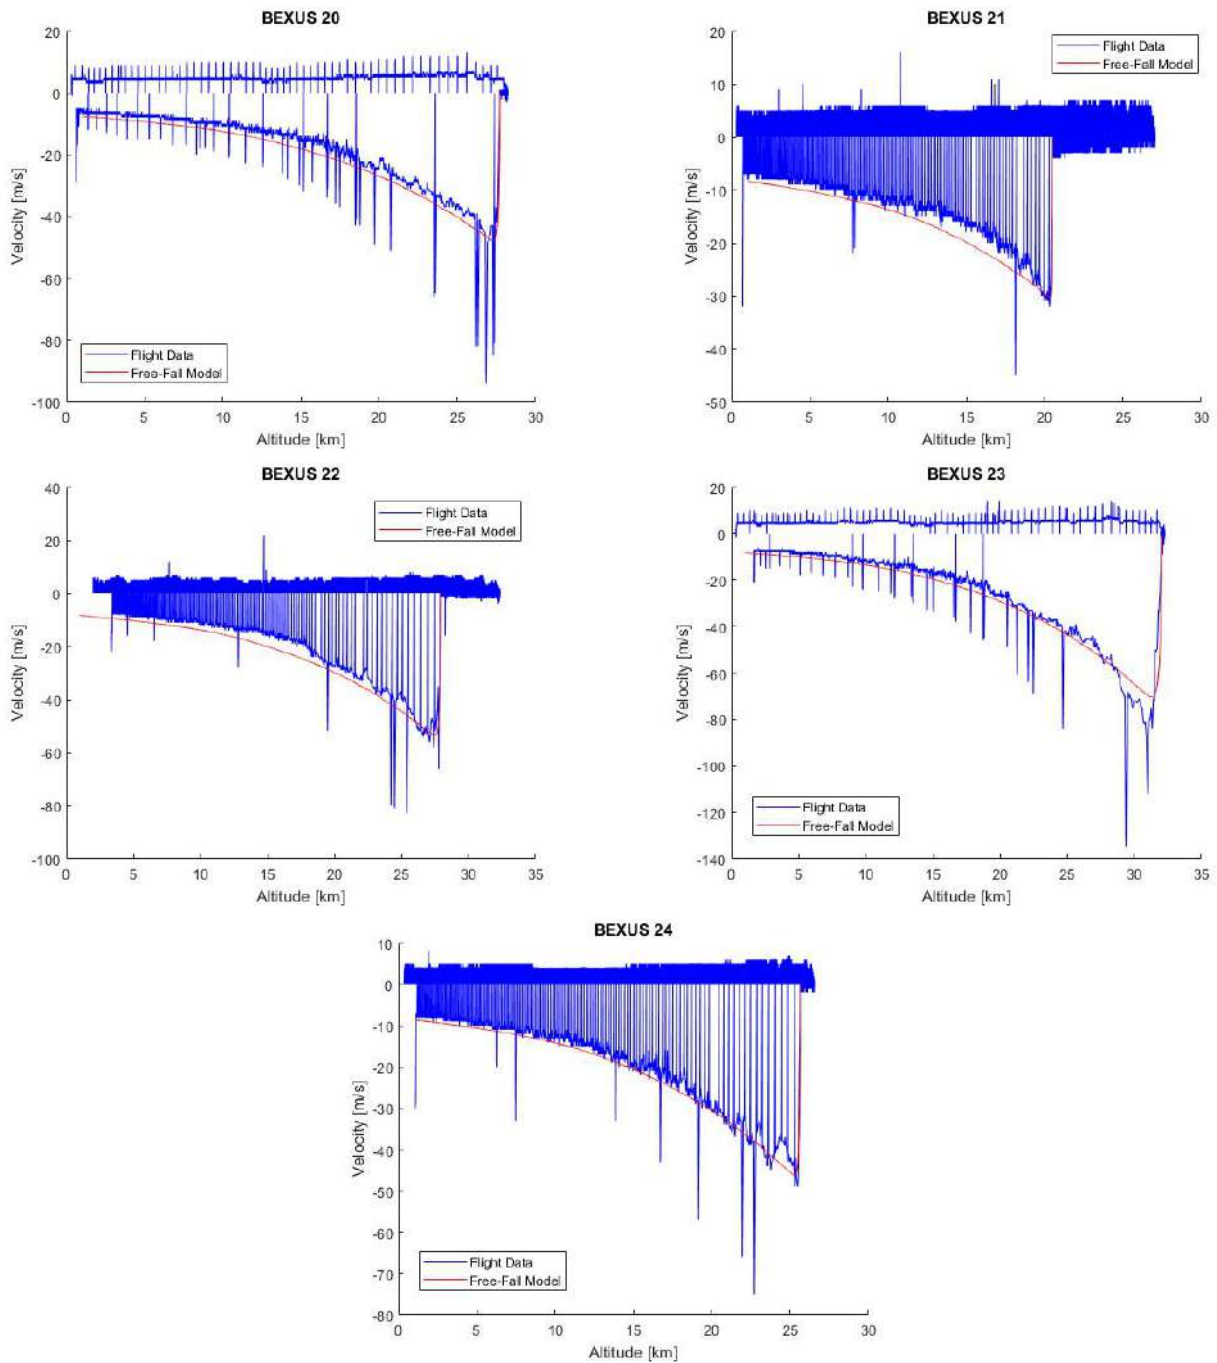 BEXUS 20
20
0
-20
-40
-60
-80
-100
Velocity [m/s]
Flight Data
Free-Fall Model
0 5 10 15 20 25 30
Altitude [km]
BEXUS 21
20
10
0
-10
-20
-30
-40
-50
Velocity [m/s]
Flight Data
Free-Fall Model
0 5 10 15 20 25 30
Altitude [km]
BEXUS 22
40
20
0
-20
-40
-60
-80
-100
Velocity [m/s]
Flight Data
Free-Fall Model
0 5 10 15 20 25 30 35
Altitude [km]
BEXUS 23
20
0
-20
-40
-60
-80
-100
-120
-140
Velocity [m/s]
Flight Data
Free-Fall Model
0 5 10 15 20 25 30 35
Altitude [km]
BEXUS 24
10
0
-10
-20
-30
-40
-50
-60
-70
-80
Velocity [m/s]
Flight Data
Free-Fall Model
0 5 10 15 20 25 30
Altitude [km]